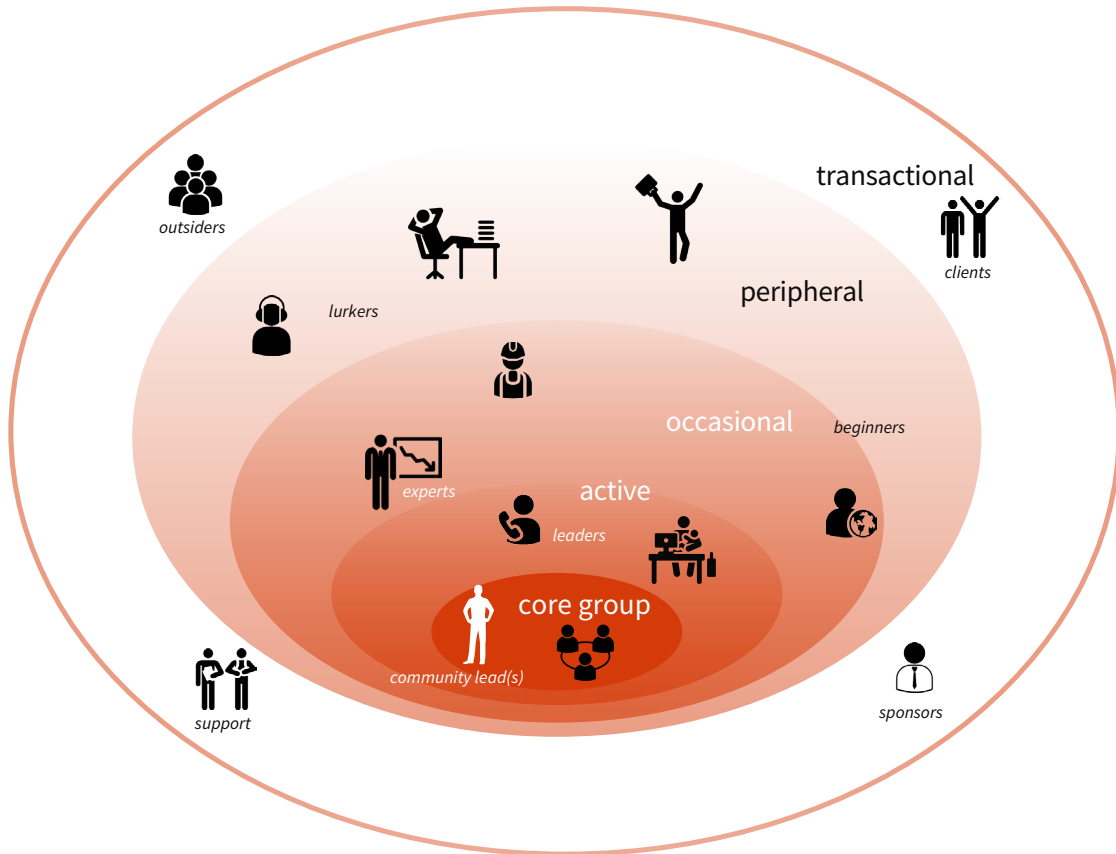 transactional
outsiders
clients
peripheral
lurkers
occasional
beginners
experts
active
leaders
core group
community lead(s)
support
sponsors